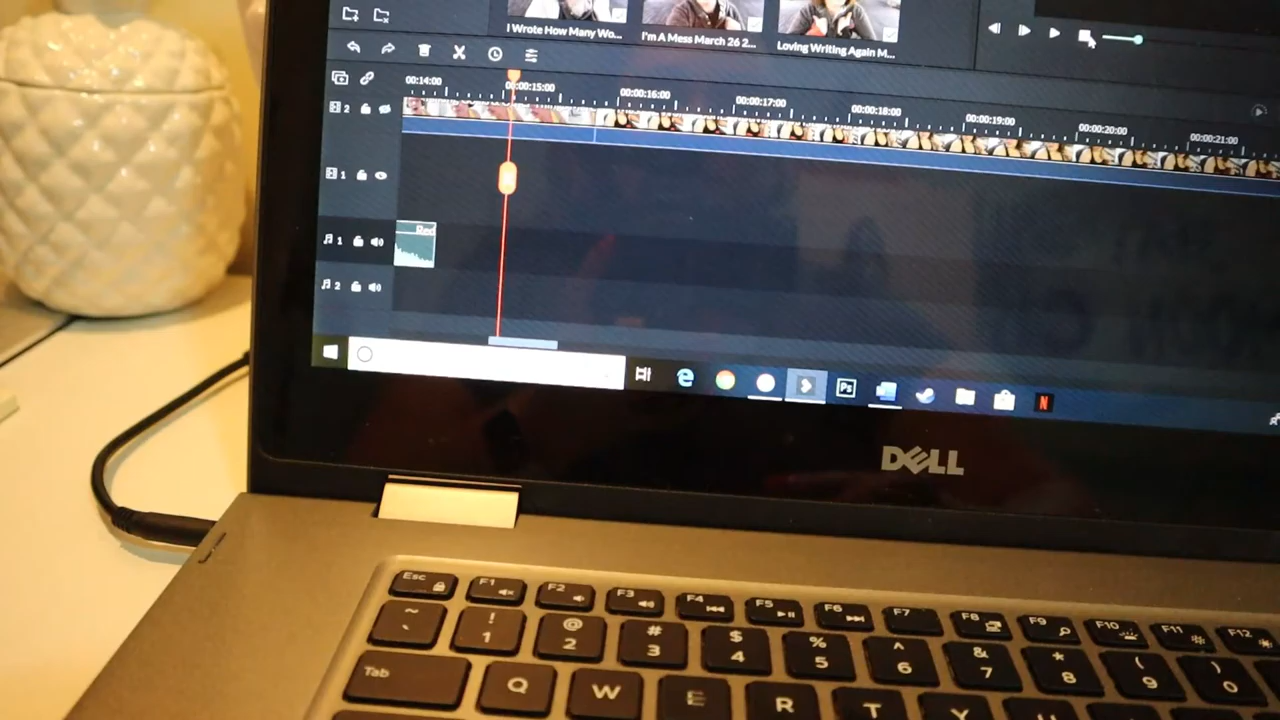 I Wrote How Many Wo...
I'm A Mess March 26 2...
Loving Writing Again M...
00:14:00
00:00:15:00
00:00:16:00
00:00:17:00
00:00:18:00
00:00:19:00
00:00:20:00
00:00:21:00
2
1
Red
1
2
Ps
N
DELL
Esc F1 F2 F3 F4 F5 F6 F7 F8 F9 F10 F11 F12
~ ! @ # $ % ^ & * ( )
` 1 2 3 4 5 6 7 8 9 0
Tab Q W E R T Y U